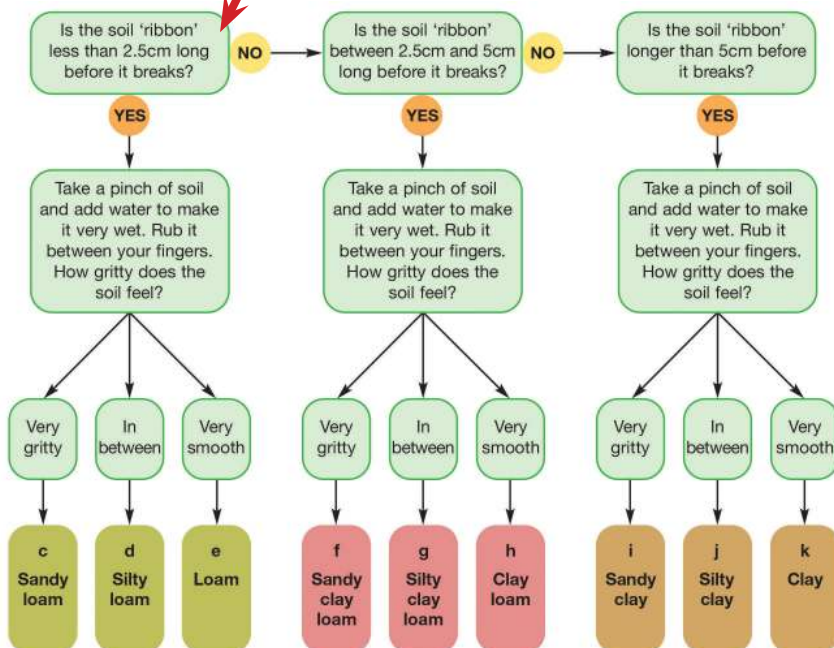 Is the soil 'ribbon'
less than 2.5cm long
before it breaks?
NO
Is the soil 'ribbon'
between 2.5cm and 5cm
long before it breaks?
NO
Is the soil 'ribbon'
longer than 5cm before
it breaks?
YES
YES
YES
Take a pinch of soil
and add water to make
it very wet. Rub it
between your fingers.
How gritty does the
soil feel?
Take a pinch of soil
and add water to make
it very wet. Rub it
between your fingers.
How gritty does the
soil feel?
Take a pinch of soil
and add water to make
it very wet. Rub it
between your fingers.
How gritty does the
soil feel?
Very
gritty
In
between
Very
smooth
Very
gritty
In
between
Very
smooth
Very
gritty
In
between
Very
smooth
c
Sandy
loam
d
Silty
loam
e
Loam
f
Sandy
clay
loam
g
Silty
clay
loam
h
Clay
loam
i
Sandy
clay
j
Silty
clay
k
Clay